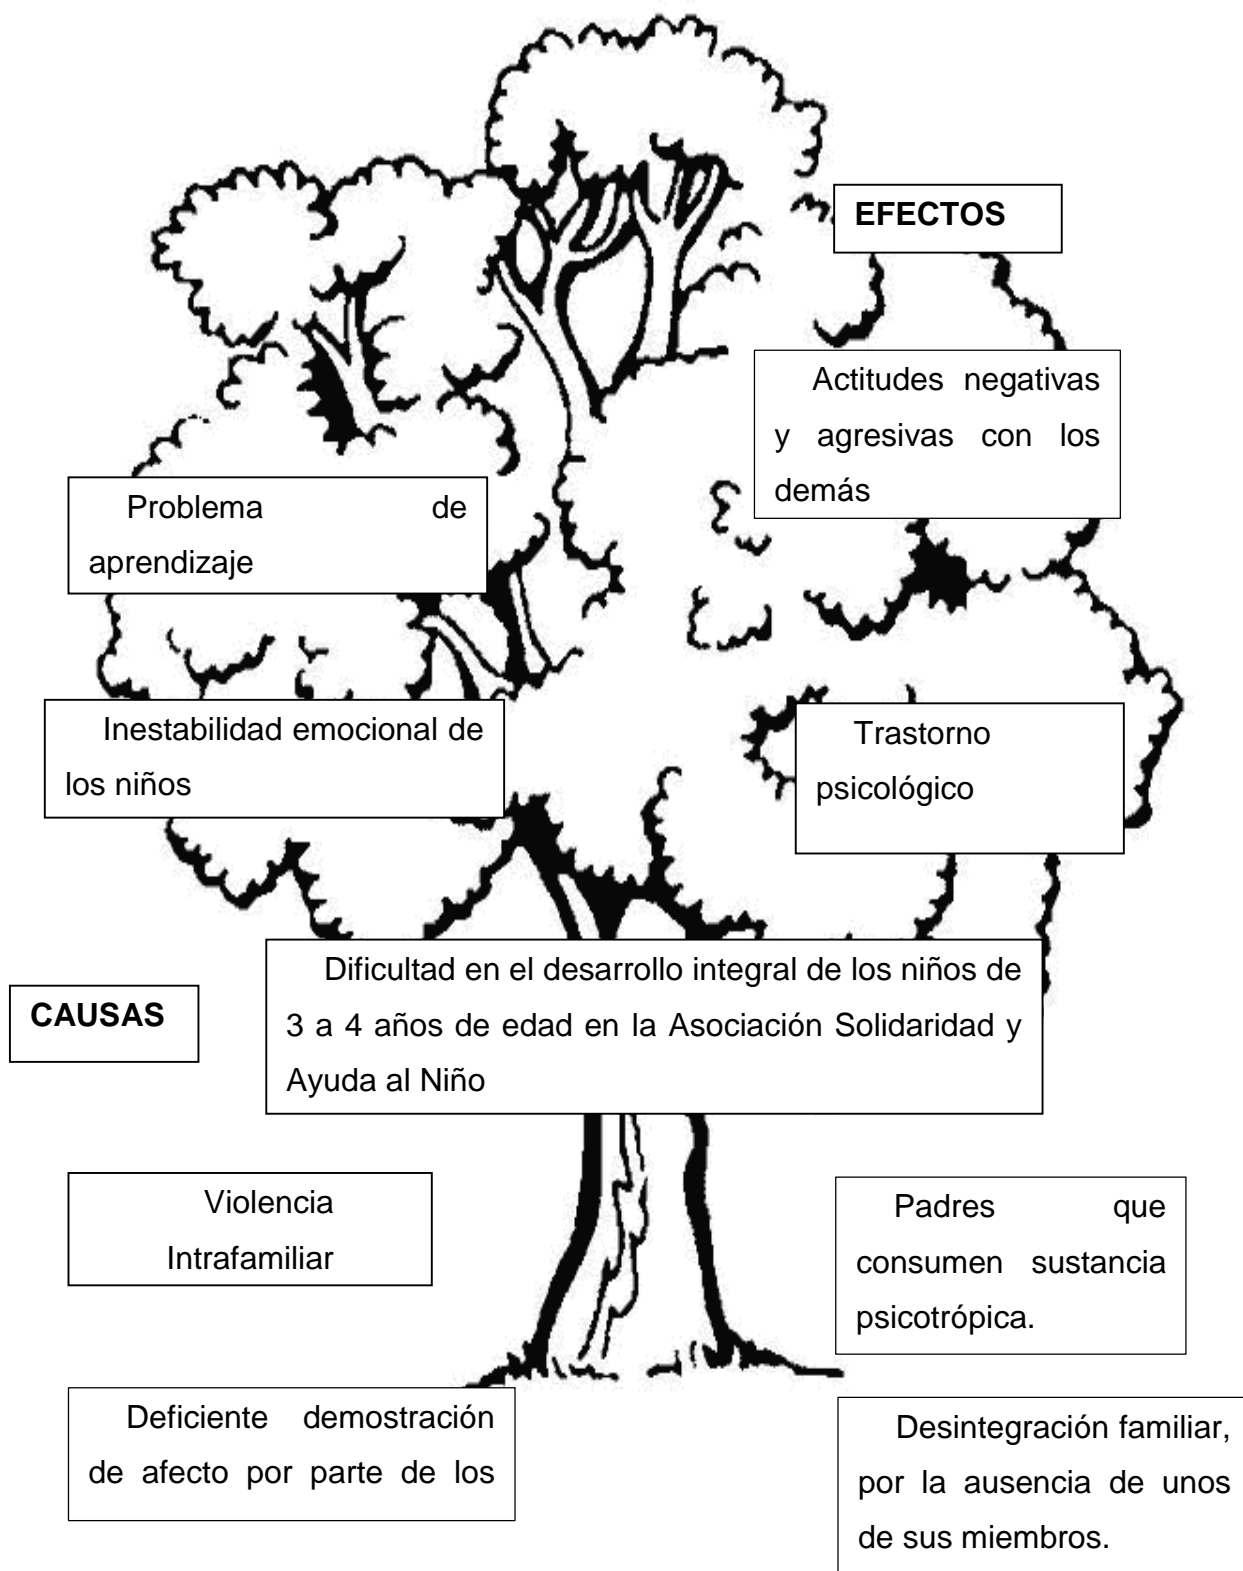 EFECTOS
Actitudes negativas
y agresivas con los
demás
Problema de
aprendizaje
Inestabilidad emocional de
los niños
Trastorno
psicológico
Dificultad en el desarrollo integral de los niños de
3 a 4 años de edad en la Asociación Solidaridad y
Ayuda al Niño
CAUSAS
Violencia
Intrafamiliar
Padres que
consumen sustancia
psicotrópica.
Deficiente demostración
de afecto por parte de los
Desintegración familiar,
por la ausencia de unos
de sus miembros.